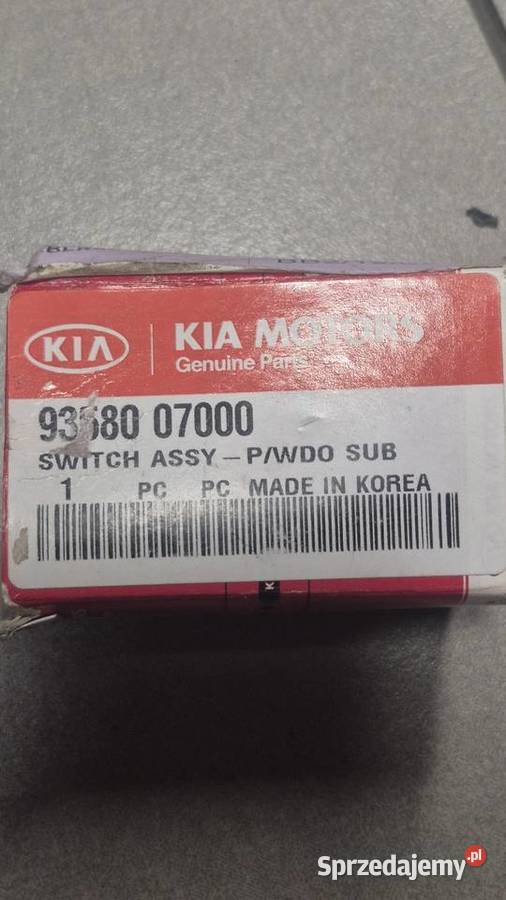 KIA
KIA MOTORS
Genuine Parts
93580 07000
SWITCH ASSY – P/WDO SUB
1 PC PC MADE IN KOREA
K
Sprzedajemy.pl